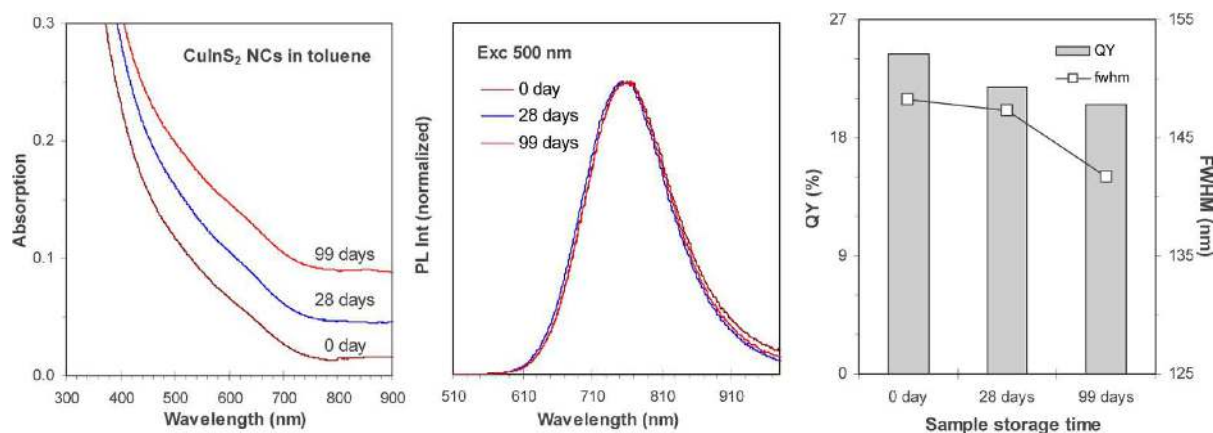 0.3
0.2
0.1
0.0
Absorption
CuInS₂ NCs in toluene
99 days
28 days
0 day
300 400 500 600 700 800 900
Wavelength (nm)
PL Int (normalized)
Exc 500 nm
0 day
28 days
99 days
510 610 710 810 910
Wavelength (nm)
27
18
9
0
QY (%)
QY
fwhm
155
145
135
125
FWHM (nm)
0 day 28 days 99 days
Sample storage time